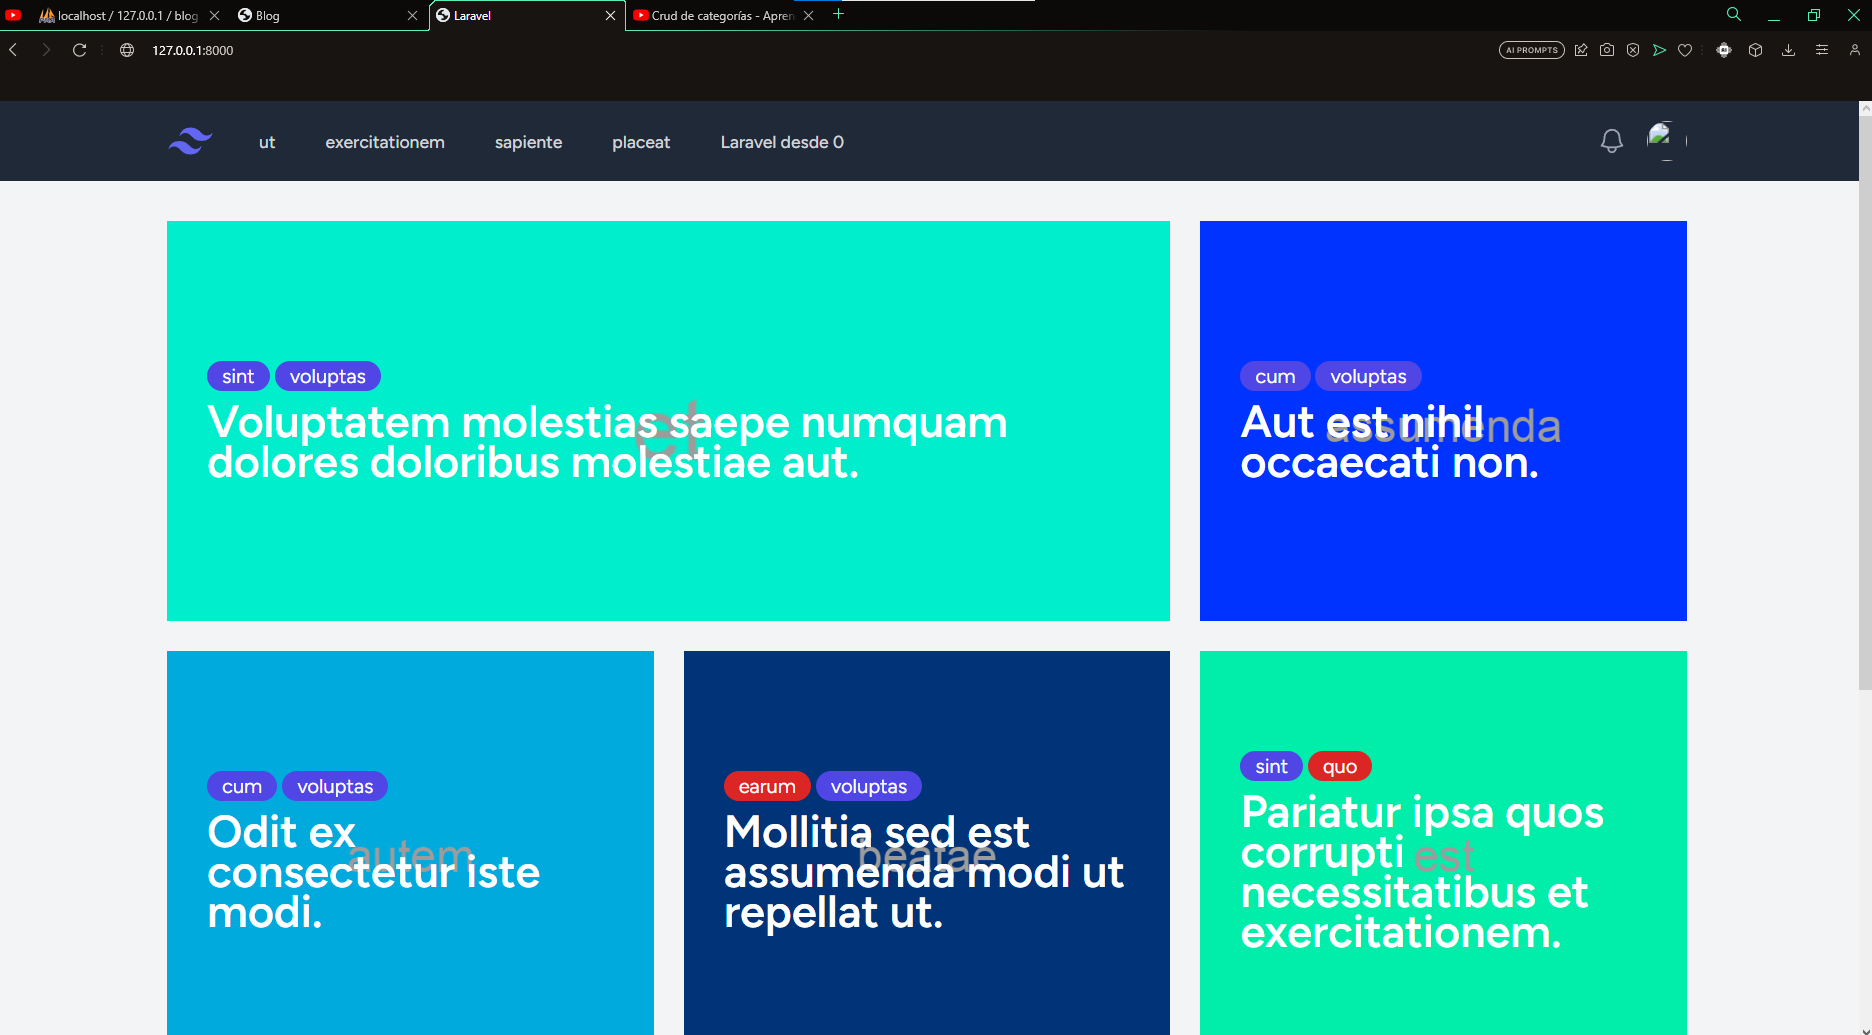 localhost / 127.0.0.1 / blog
Blog
Laravel
Crud de categorías - Apren
127.0.0.1:8000
AI PROMPTS
ut
exercitationem
sapiente
placeat
Laravel desde 0
sint
voluptas
et
Voluptatem molestias saepe numquam
dolores doloribus molestiae aut.
cum
voluptas
assumenda
Aut est nihil
occaecati non.
cum
voluptas
autem
Odit ex
consectetur iste
modi.
earum
voluptas
beatae
Mollitia sed est
assumenda modi ut
repellat ut.
sint
quo
est
Pariatur ipsa quos
corrupti
necessitatibus et
exercitationem.